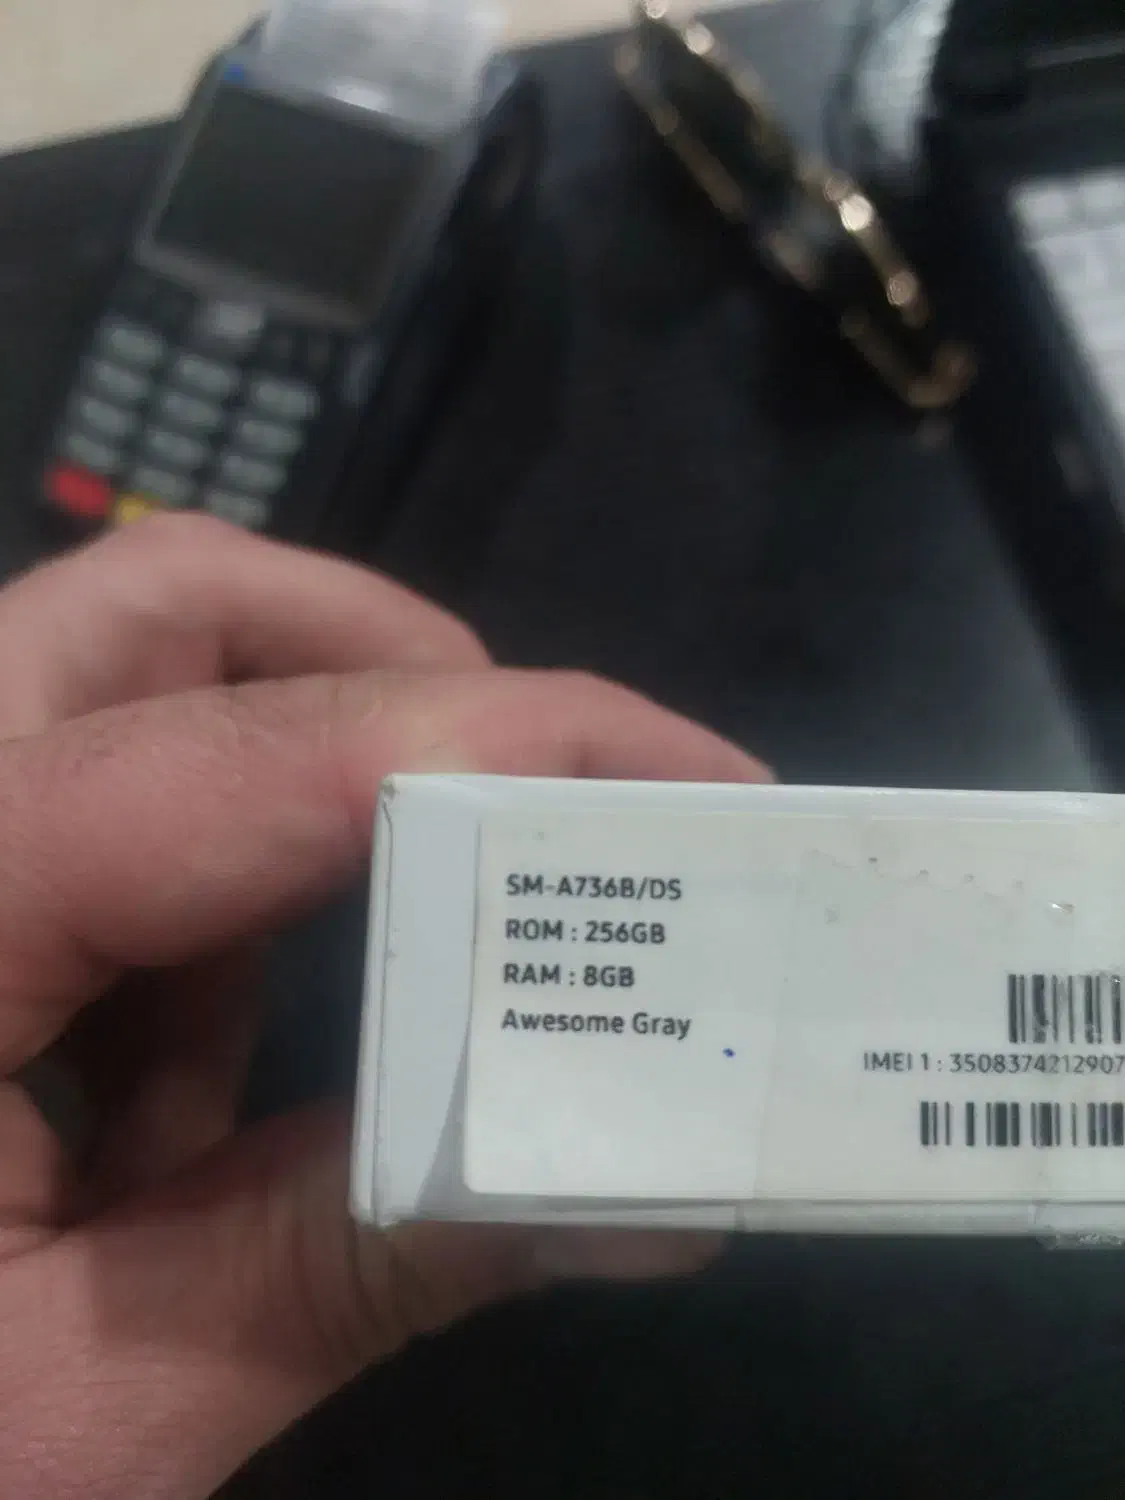 SM-A736B/DS
ROM : 256GB
RAM : 8GB
Awesome Gray
IMEI 1 : 3508374212907